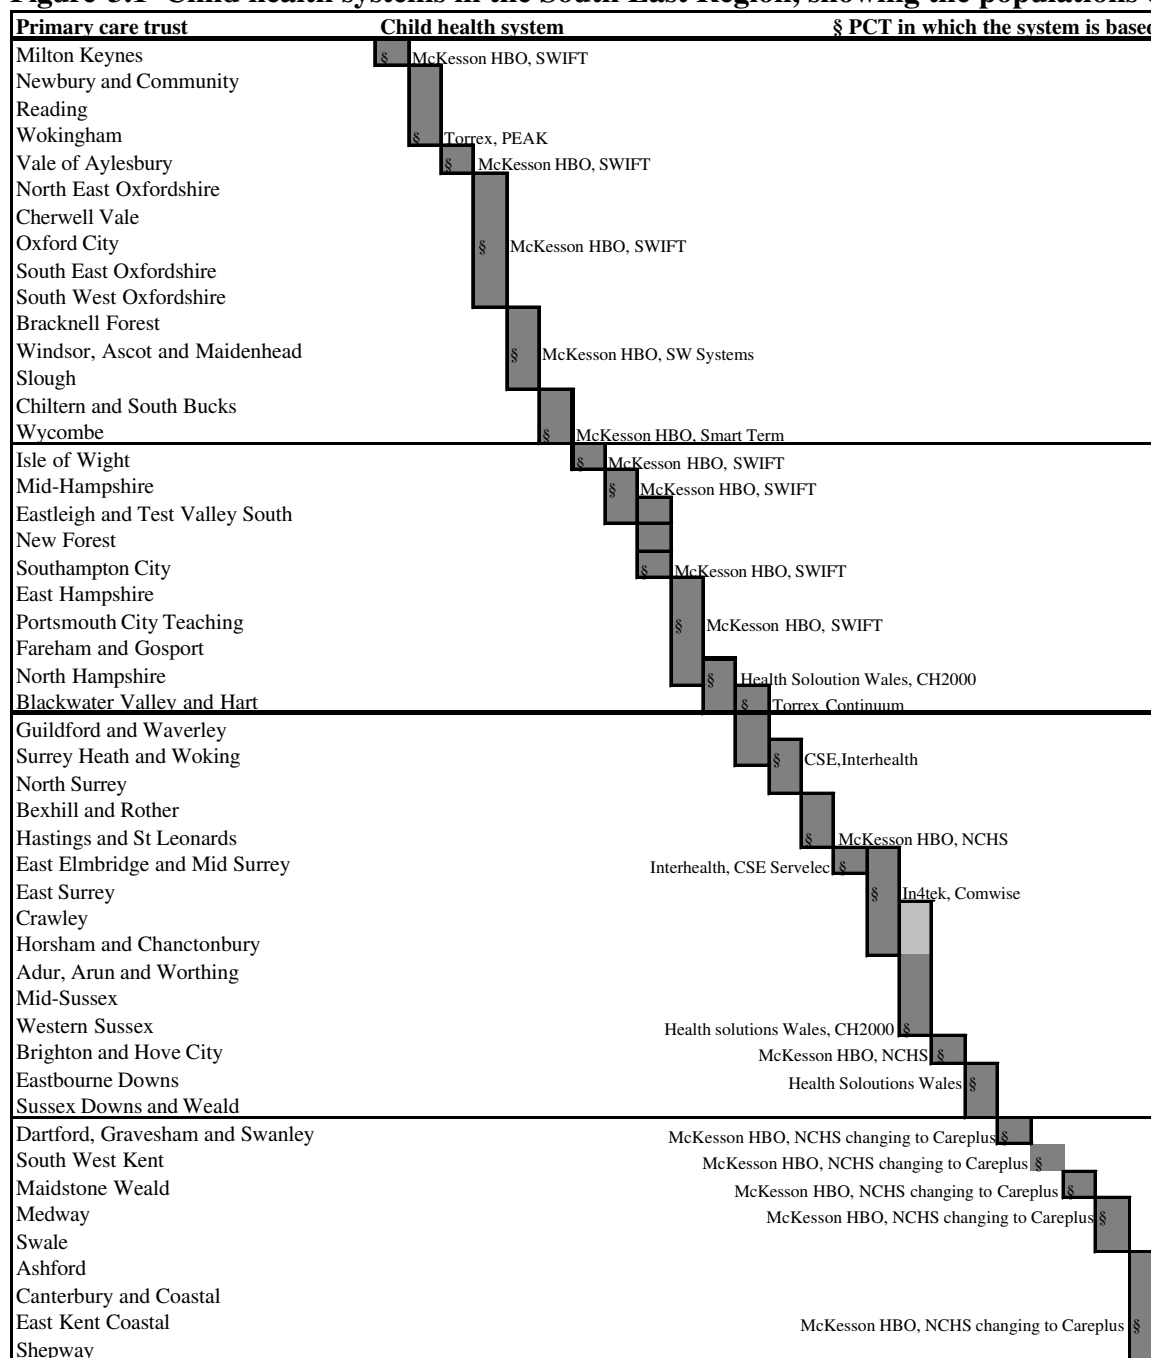 Figure 3.1 Child health systems in the South East Region, showing the populations
Primary care trust Child health system § PCT in which the system is based
Milton Keynes § McKesson HBO, SWIFT
Newbury and Community
Reading
Wokingham § Torrex, PEAK
Vale of Aylesbury § McKesson HBO, SWIFT
North East Oxfordshire
Cherwell Vale
Oxford City § McKesson HBO, SWIFT
South East Oxfordshire
South West Oxfordshire
Bracknell Forest
Windsor, Ascot and Maidenhead § McKesson HBO, SW Systems
Slough
Chiltern and South Bucks
Wycombe § McKesson HBO, Smart Term
Isle of Wight § McKesson HBO, SWIFT
Mid-Hampshire § McKesson HBO, SWIFT
Eastleigh and Test Valley South
New Forest
Southampton City § McKesson HBO, SWIFT
East Hampshire
Portsmouth City Teaching § McKesson HBO, SWIFT
Fareham and Gosport
North Hampshire § Health Soloution Wales, CH2000
Blackwater Valley and Hart § Torrex Continuum
Guildford and Waverley
Surrey Heath and Woking § CSE,Interhealth
North Surrey
Bexhill and Rother
Hastings and St Leonards § McKesson HBO, NCHS
East Elmbridge and Mid Surrey Interhealth, CSE Servelec §
East Surrey § In4tek, Comwise
Crawley
Horsham and Chanctonbury
Adur, Arun and Worthing
Mid-Sussex
Western Sussex Health solutions Wales, CH2000 §
Brighton and Hove City McKesson HBO, NCHS §
Eastbourne Downs Health Soloutions Wales §
Sussex Downs and Weald
Dartford, Gravesham and Swanley McKesson HBO, NCHS changing to Careplus §
South West Kent McKesson HBO, NCHS changing to Careplus §
Maidstone Weald McKesson HBO, NCHS changing to Careplus §
Medway McKesson HBO, NCHS changing to Careplus §
Swale
Ashford
Canterbury and Coastal
East Kent Coastal McKesson HBO, NCHS changing to Careplus §
Shepway